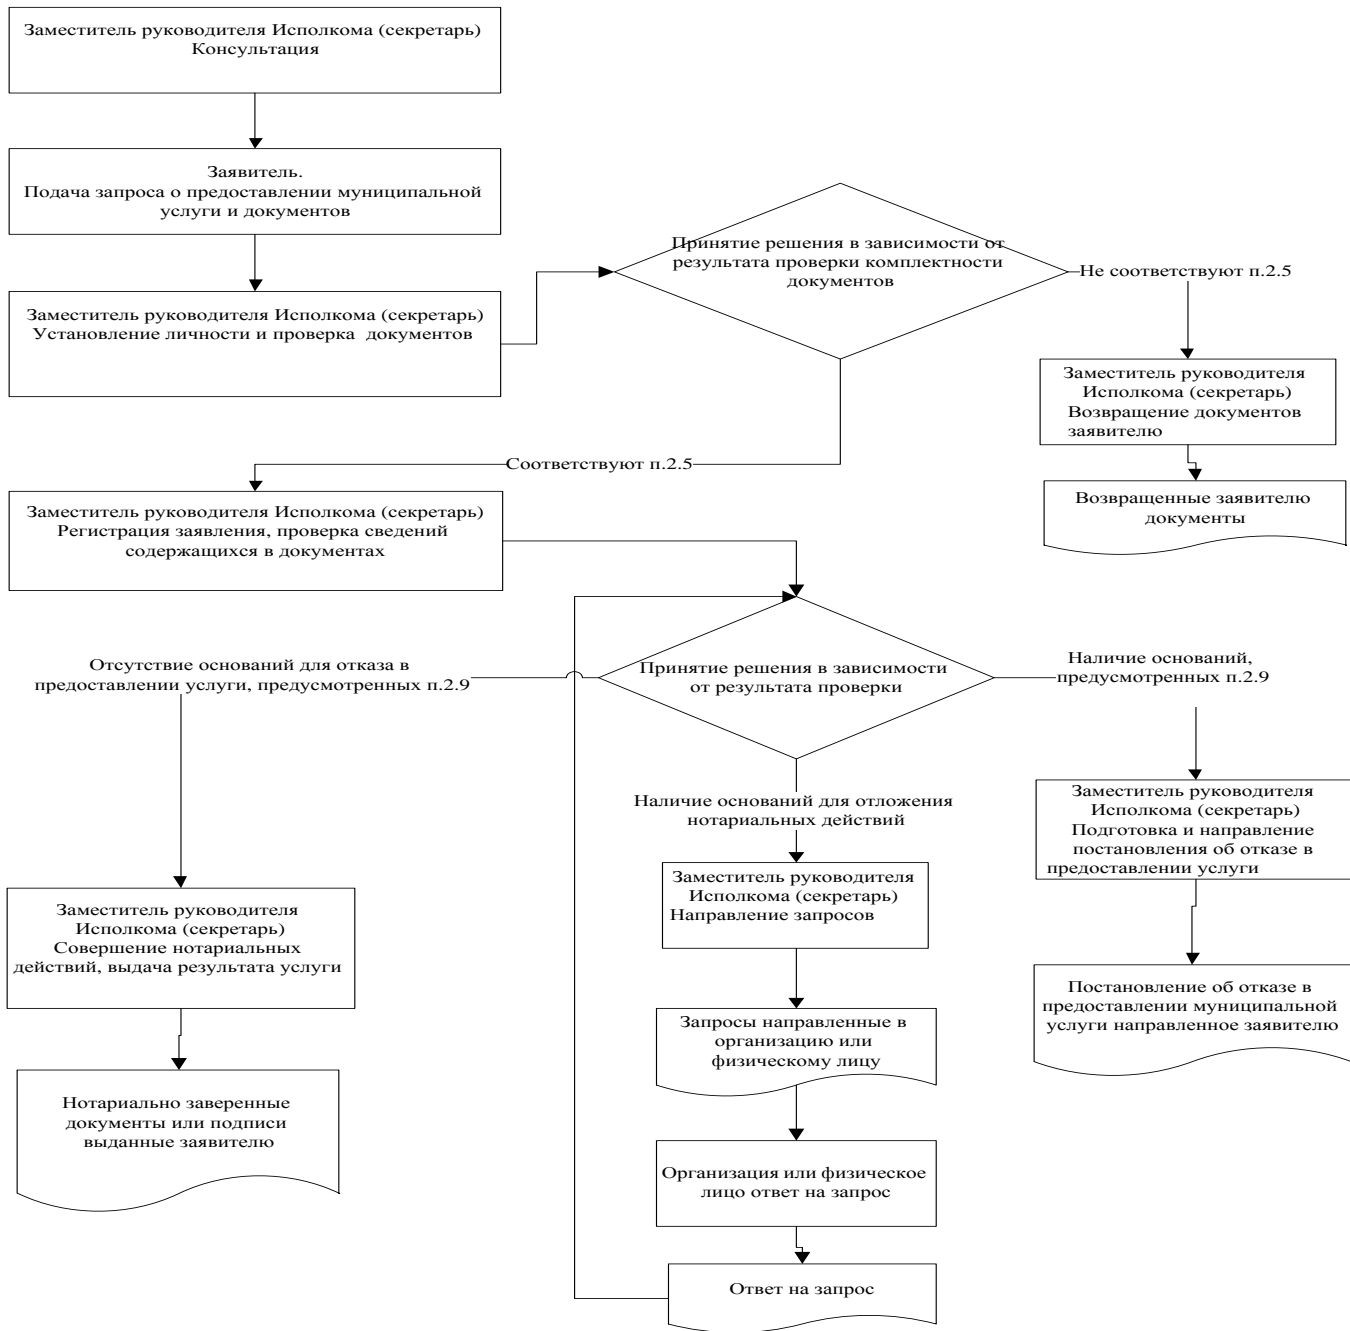 Заместитель руководителя Исполкома (секретарь)
Консультация
Заявитель.
Подача запроса о предоставлении муниципальной
услуги и документов
Заместитель руководителя Исполкома (секретарь)
Установление личности и проверка документов
Принятие решения в зависимости от
результата проверки комплектности
документов
Не соответствуют п.2.5
Заместитель руководителя
Исполкома (секретарь)
Возвращение документов
заявителю
Возвращенные заявителю
документы
Соответствуют п.2.5
Заместитель руководителя Исполкома (секретарь)
Регистрация заявления, проверка сведений
содержащихся в документах
Принятие решения в зависимости
от результата проверки
Отсутствие оснований для отказа в
предоставлении услуги, предусмотренных п.2.9
Наличие оснований,
предусмотренных п.2.9
Наличие оснований для отложения
нотариальных действий
Заместитель руководителя
Исполкома (секретарь)
Совершение нотариальных
действий, выдача результата услуги
Нотариально заверенные
документы или подписи
выданные заявителю
Заместитель руководителя
Исполкома (секретарь)
Направление запросов
Запросы направленные в
организацию или
физическому лицу
Организация или физическое
лицо ответ на запрос
Ответ на запрос
Заместитель руководителя
Исполкома (секретарь)
Подготовка и направление
постановления об отказе в
предоставлении услуги
Постановление об отказе в
предоставлении муниципальной
услуги направленное заявителю